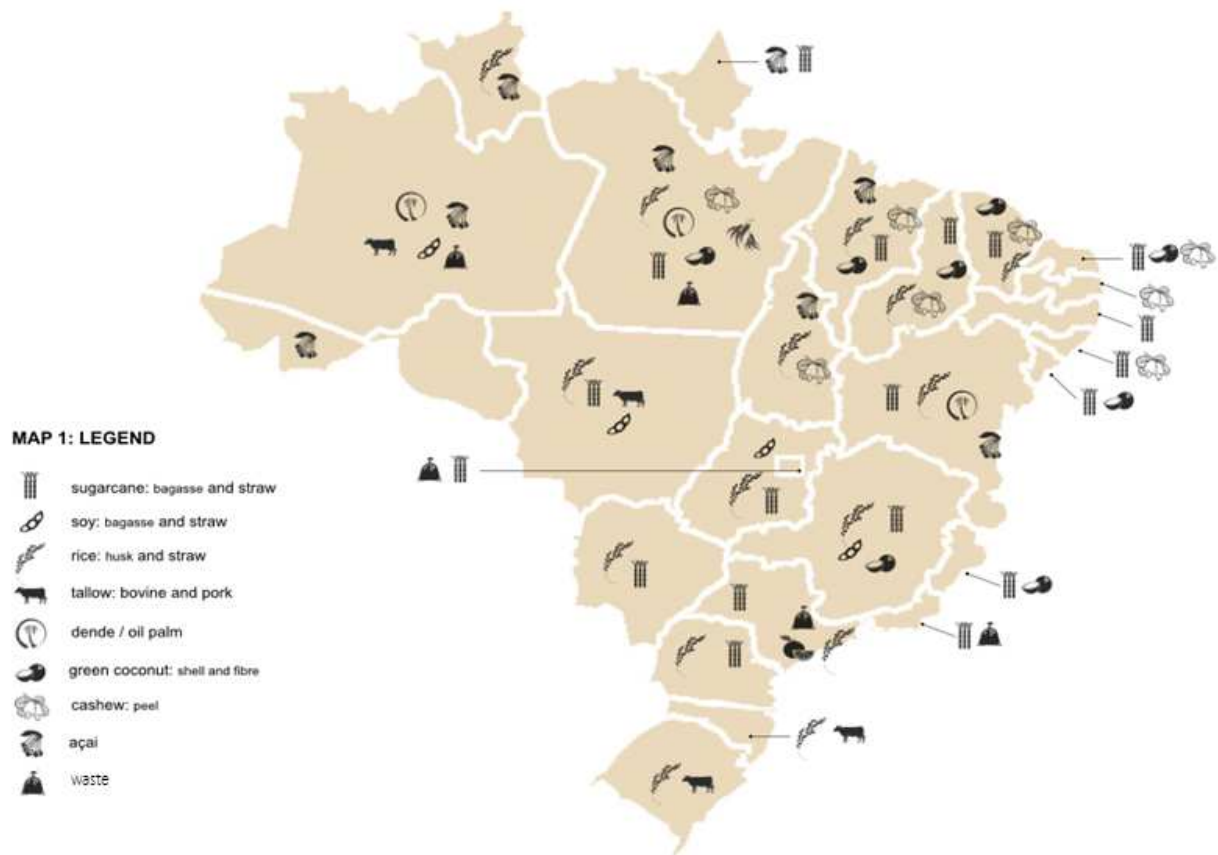 MAP 1: LEGEND
sugarcane: bagasse and straw
soy: bagasse and straw
rice: husk and straw
tallow: bovine and pork
dende / oil palm
green coconut: shell and fibre
cashew: peel
açai
waste